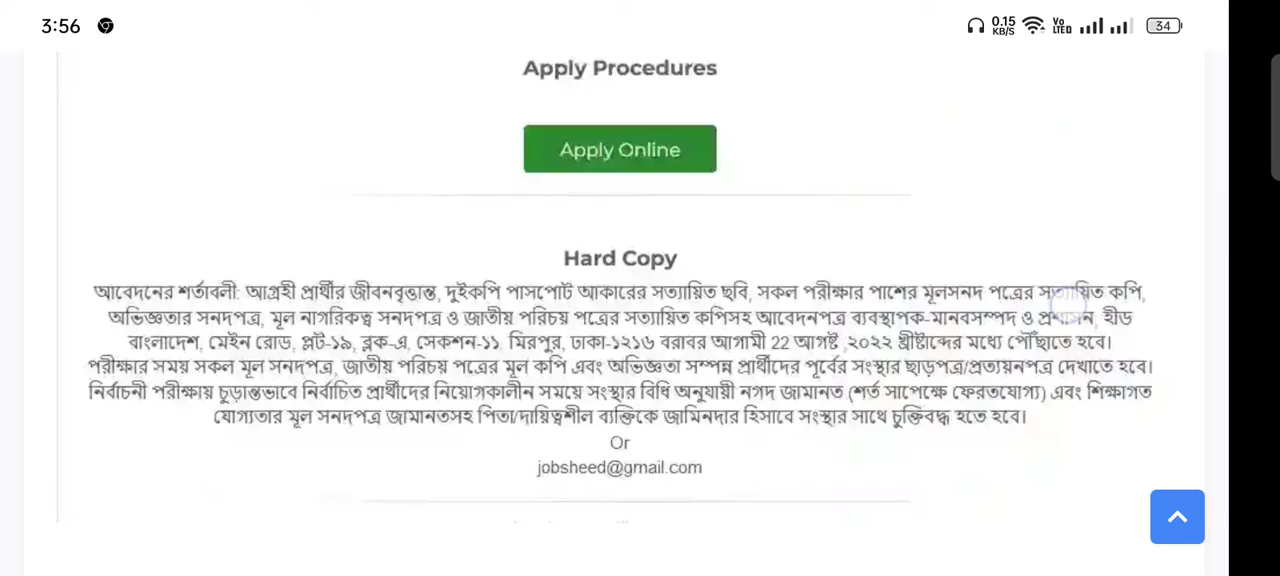 3:56
0.15 KB/S Vo LTED 34
Apply Procedures
Apply Online
Hard Copy
আবেদনের শর্তাবলী: আগ্রহী প্রার্থীর জীবনবৃত্তান্ত, দুইকপি পাসপোর্ট আকারের সত্যায়িত ছবি, সকল পরীক্ষার পাশের মূলসনদ পত্রের সত্যায়িত কপি,
অভিজ্ঞতার সনদপত্র, মূল নাগরিকত্ব সনদপত্র ও জাতীয় পরিচয় পত্রের সত্যায়িত কপিসহ আবেদনপত্র ব্যবস্থাপক-মানবসম্পদ ও প্রশাসন, হীড
বাংলাদেশ, মেইন রোড, প্লট-১৯, ব্লক-এ, সেকশন-১১, মিরপুর, ঢাকা-১২১৬ বরাবর আগামী 22 আগষ্ট ,২০২২ খ্রীষ্টাব্দের মধ্যে পৌঁছাতে হবে।
পরীক্ষার সময় সকল মূল সনদপত্র, জাতীয় পরিচয় পত্রের মূল কপি এবং অভিজ্ঞতা সম্পন্ন প্রার্থীদের পূর্বের সংস্থার ছাড়পত্র/প্রত্যয়নপত্র দেখাতে হবে।
নির্বাচনী পরীক্ষায় চুড়ান্তভাবে নির্বাচিত প্রার্থীদের নিয়োগকালীন সময়ে সংস্থার বিধি অনুযায়ী নগদ জামানত (শর্ত সাপেক্ষে ফেরতযোগ্য) এবং শিক্ষাগত
যোগ্যতার মূল সনদপত্র জামানতসহ পিতা/দায়িত্বশীল ব্যক্তিকে জামিনদার হিসাবে সংস্থার সাথে চুক্তিবদ্ধ হতে হবে।
Or
jobsheed@gmail.com